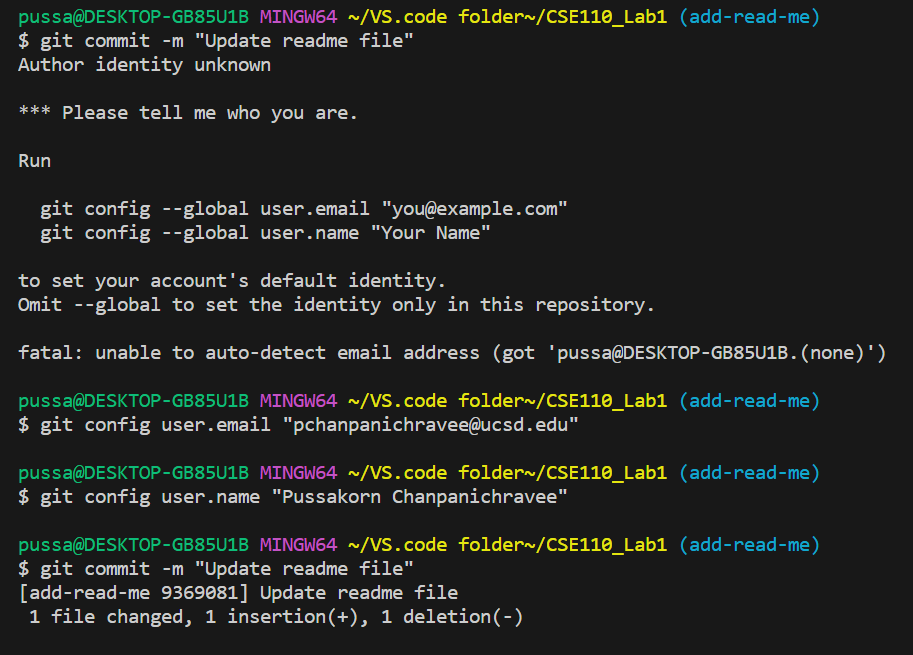 pussa@DESKTOP-GB85U1B MINGW64 ~/VS.code folder~/CSE110_Lab1 (add-read-me)
$ git commit -m "Update readme file"
Author identity unknown
*** Please tell me who you are.
Run
git config --global user.email "you@example.com"
git config --global user.name "Your Name"
to set your account's default identity.
Omit --global to set the identity only in this repository.
fatal: unable to auto-detect email address (got 'pussa@DESKTOP-GB85U1B.(none)')
pussa@DESKTOP-GB85U1B MINGW64 ~/VS.code folder~/CSE110_Lab1 (add-read-me)
$ git config user.email "pchanpanichravee@ucsd.edu"
pussa@DESKTOP-GB85U1B MINGW64 ~/VS.code folder~/CSE110_Lab1 (add-read-me)
$ git config user.name "Pussakorn Chanpanichravee"
pussa@DESKTOP-GB85U1B MINGW64 ~/VS.code folder~/CSE110_Lab1 (add-read-me)
$ git commit -m "Update readme file"
[add-read-me 9369081] Update readme file
1 file changed, 1 insertion(+), 1 deletion(-)